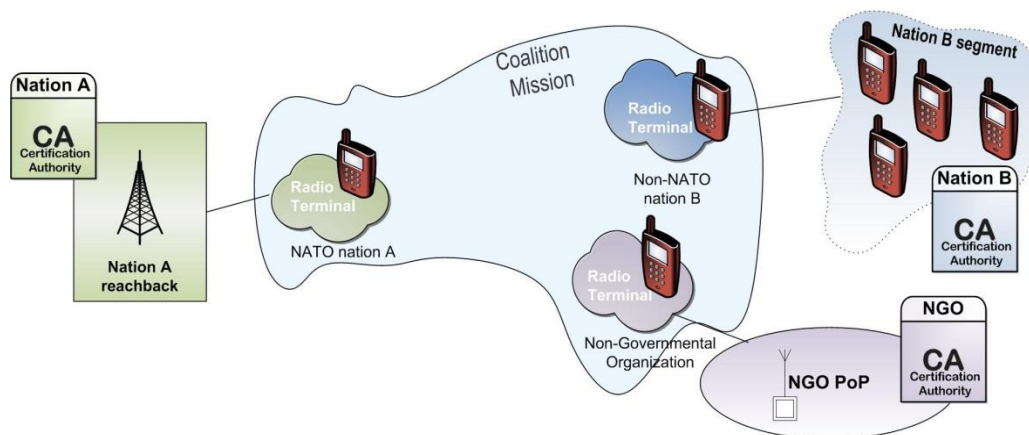 Nation A
CA
Certification
Authority
Nation A
reachback
Coalition
Mission
Radio
Terminal
NATO nation A
Radio
Terminal
Non-NATO
nation B
Radio
Terminal
Non-Governmental
Organization
Nation B segment
Nation B
CA
Certification
Authority
NGO
CA
Certification
Authority
NGO PoP